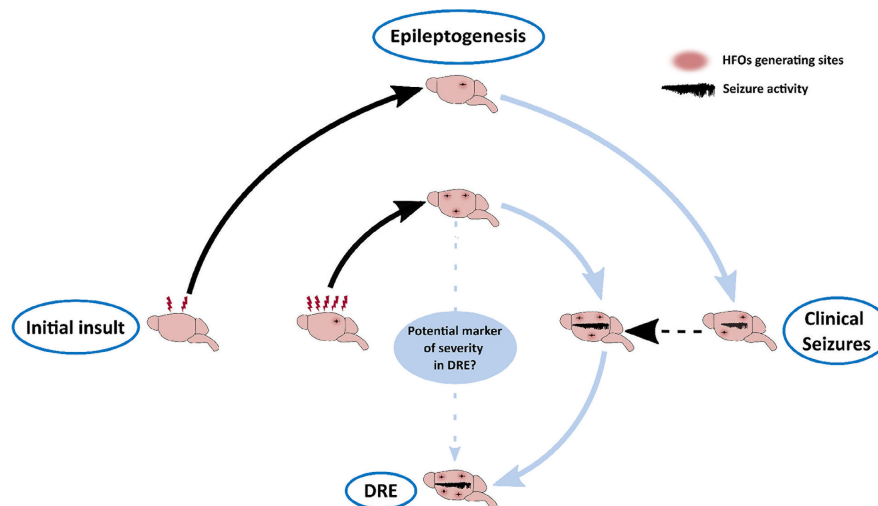 Epileptogenesis
HFOs generating sites
Seizure activity
Initial insult
Potential marker
of severity
in DRE?
Clinical
Seizures
DRE